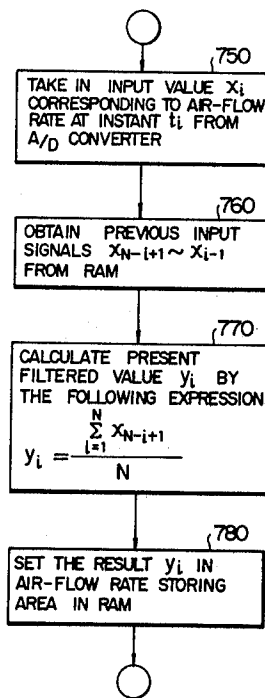 750
TAKE IN INPUT VALUE Xi
CORRESPONDING TO AIR-FLOW
RATE AT INSTANT ti FROM
A/D CONVERTER
760
OBTAIN PREVIOUS INPUT
SIGNALS XN-i+1 ~ Xi-1
FROM RAM
770
CALCULATE PRESENT
FILTERED VALUE yi BY
THE FOLLOWING EXPRESSION
yi = N Σ i=1 XN-i+1 / N
780
SET THE RESULT yi IN
AIR-FLOW RATE STORING
AREA IN RAM